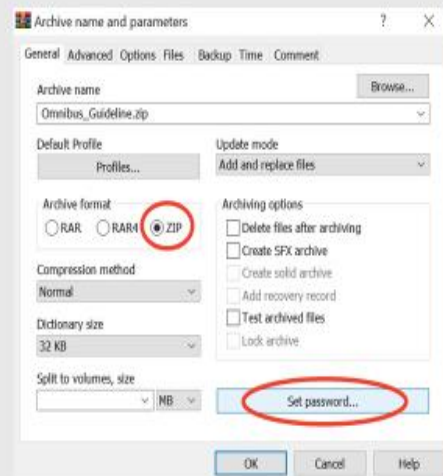 Archive name and parameters ? X
General Advanced Options Files Backup Time Comment
Archive name
Browse...
Omnibus_Guideline.zip
Default Profile
Profiles...
Update mode
Add and replace files
Archive format
RAR RAR4 ZIP
Compression method
Normal
Dictionary size
32 KB
Split to volumes, size
MB
Archiving options
Delete files after archiving
Create SFX archive
Create solid archive
Add recovery record
Test archived files
Lock archive
Set password...
OK Cancel Help